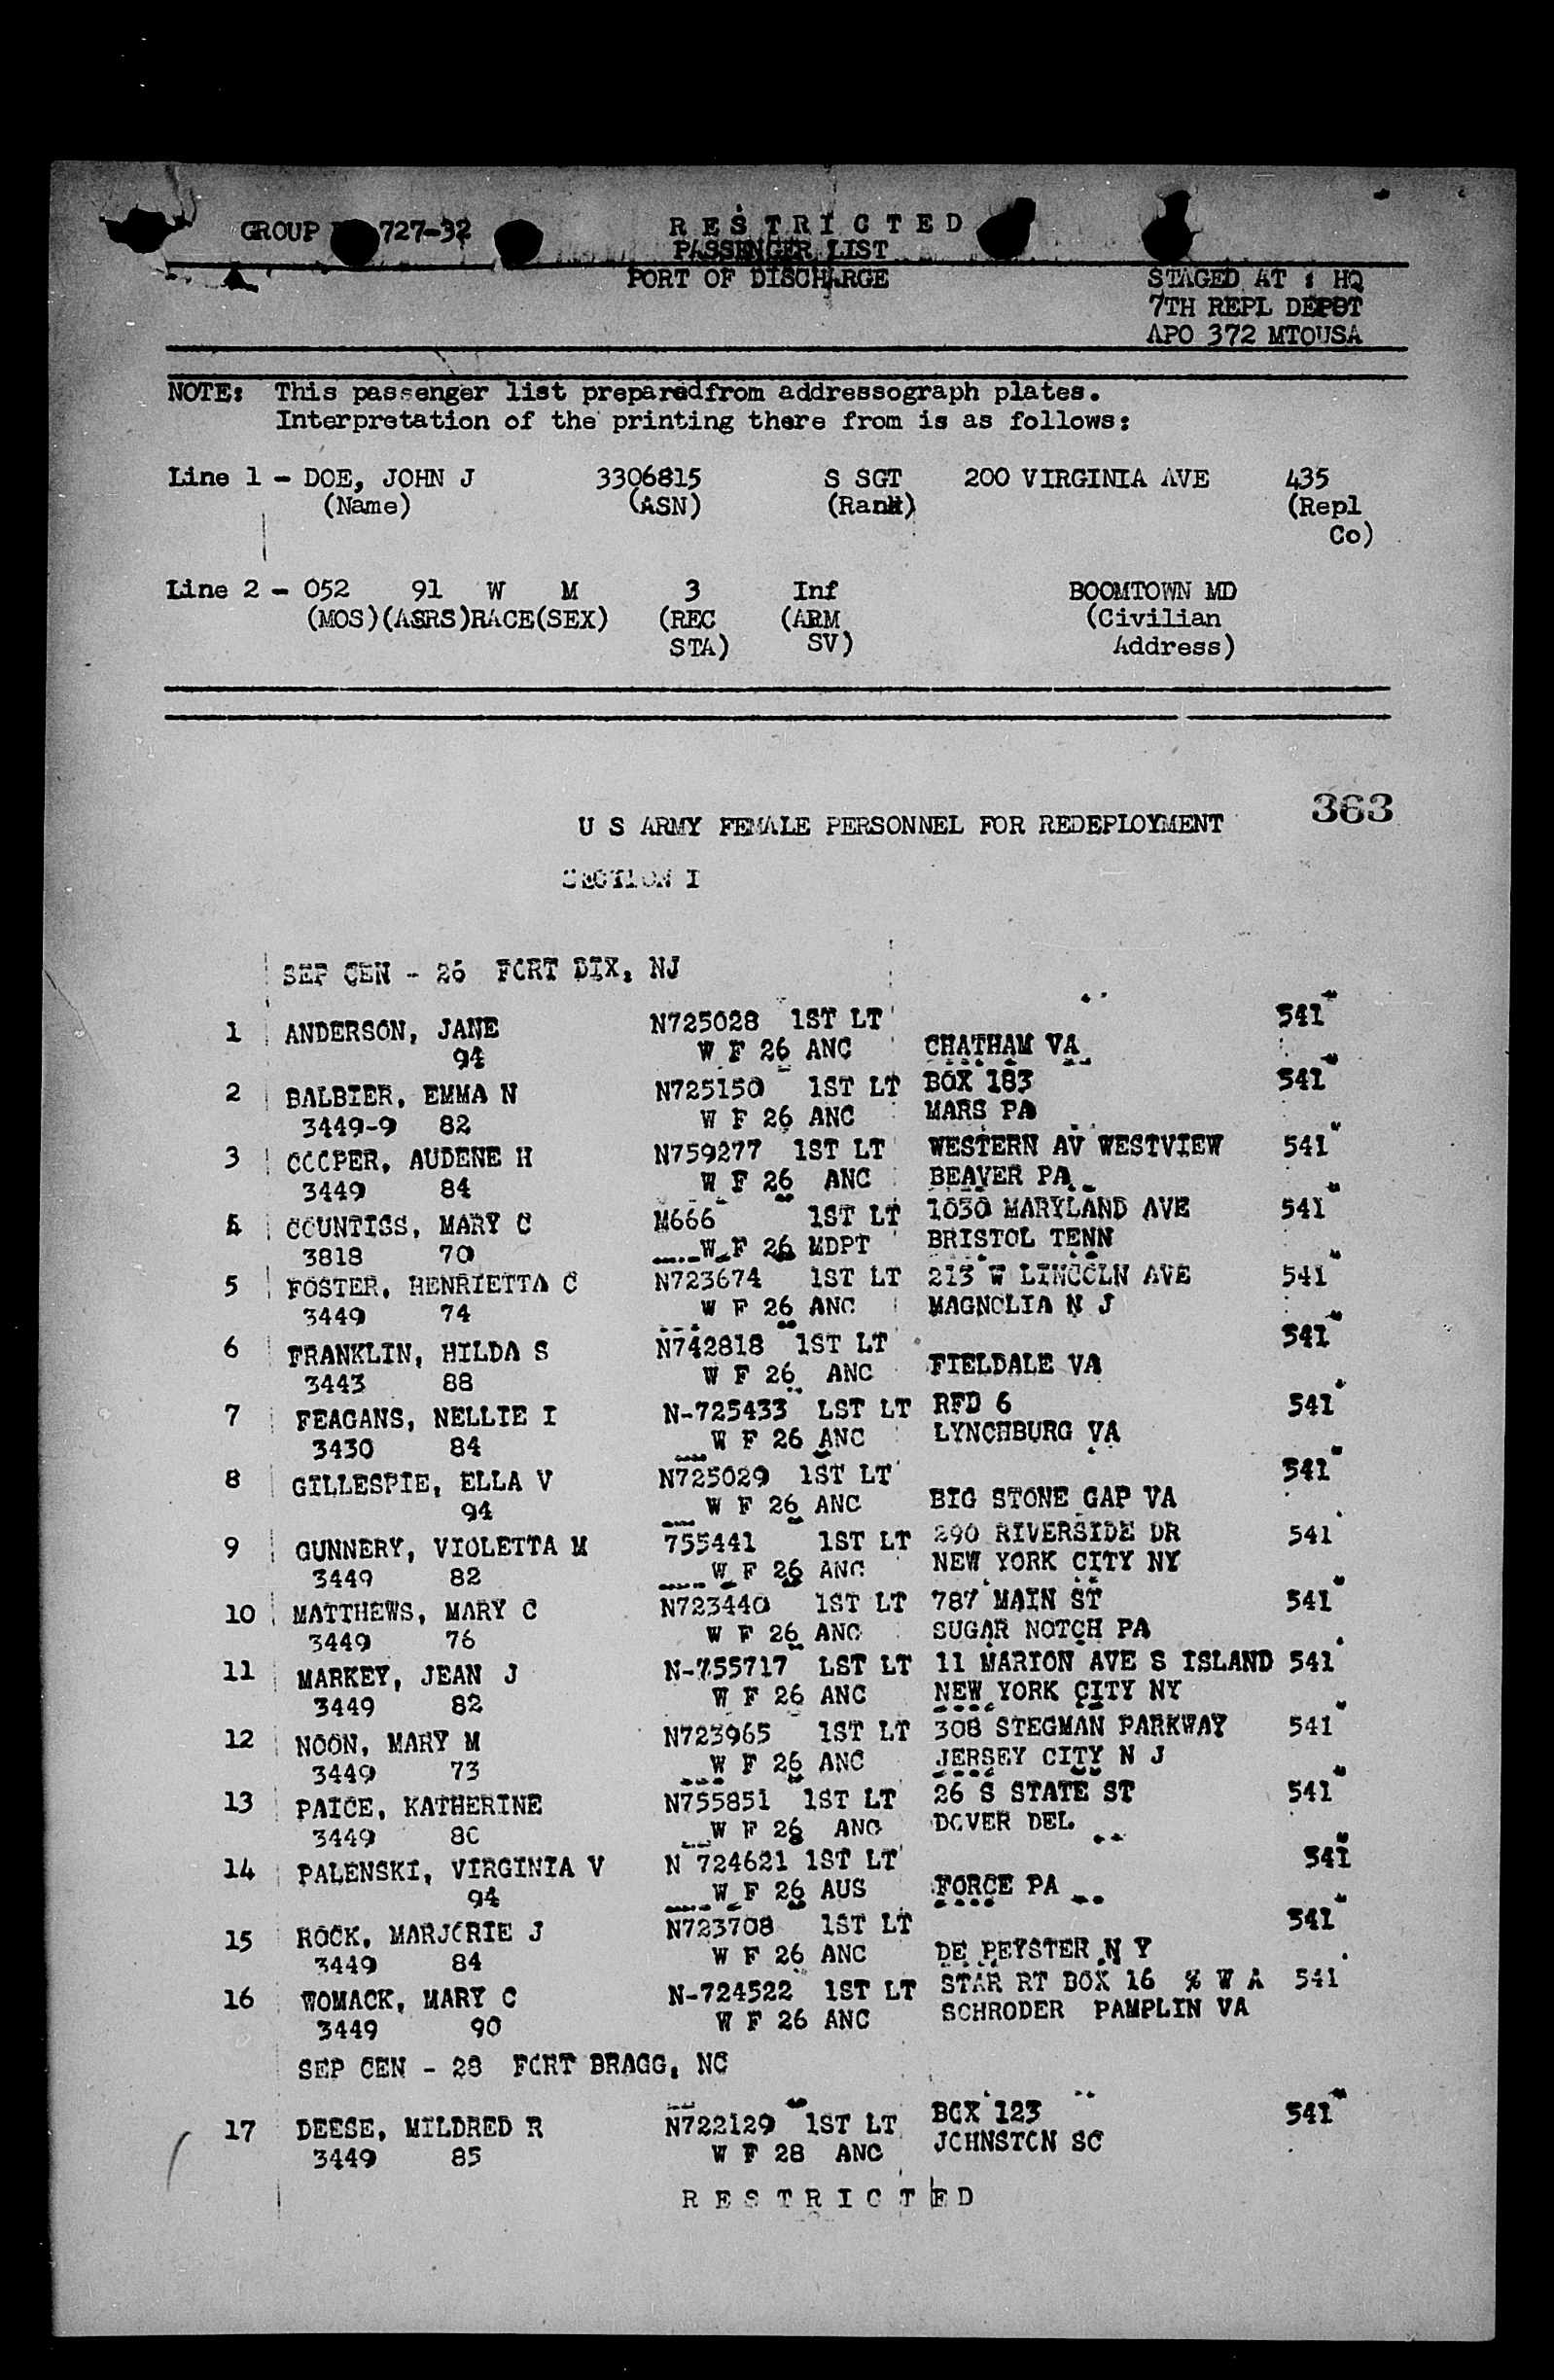 GROUP 727-32
RESTRICTED
PASSENGER LIST
PORT OF DISCHARGE STAGED AT : HQ
7TH REPL DEPOT
APO 372 MTOUSA
NOTE: This passenger list preparedfrom addressograph plates.
Interpretation of the printing there from is as follows:
Line 1 - DOE, JOHN J 3306815 S SGT 200 VIRGINIA AVE 435
(Name) (ASN) (Rank) (Repl
Co)
Line 2 - 052 91 W M 3 Inf BOOMTOWN MD
(MOS)(ASRS)RACE(SEX) (REC (ARM (Civilian
STA) SV) Address)
363
U S ARMY FEMALE PERSONNEL FOR REDEPLOYMENT
SECTION I
SEP CEN - 26 FORT DIX, NJ
1 ANDERSON, JANE N725028 1ST LT 541
94 W F 26 ANC CHATHAM VA
2 BALBIER, EMMA N N725150 1ST LT BOX 183 541
3449-9 82 W F 26 ANC MARS PA
3 COOPER, AUDENE H N759277 1ST LT WESTERN AV WESTVIEW 541
3449 84 W F 26 ANC BEAVER PA
4 COUNTISS, MARY C M666 1ST LT 1030 MARYLAND AVE 541
3818 70 W F 26 MDPT BRISTOL TENN
5 FOSTER, HENRIETTA C N723674 1ST LT 213 W LINCOLN AVE 541
3449 74 W F 26 ANC MAGNOLIA N J
6 FRANKLIN, HILDA S N742818 1ST LT 541
3443 88 W F 26 ANC FIELDALE VA
7 FEAGANS, NELLIE I N-725433 LST LT RFD 6 541
3430 84 W F 26 ANC LYNCHBURG VA
8 GILLESPIE, ELLA V N725029 1ST LT 541
94 W F 26 ANC BIG STONE GAP VA
9 GUNNERY, VIOLETTA M 755441 1ST LT 290 RIVERSIDE DR 541
3449 82 W F 26 ANC NEW YORK CITY NY
10 MATTHEWS, MARY C N723440 1ST LT 787 MAIN ST 541
3449 76 W F 26 ANC SUGAR NOTCH PA
11 MARKEY, JEAN J N-755717 LST LT 11 MARION AVE S ISLAND 541
3449 82 W F 26 ANC NEW YORK CITY NY
12 NOON, MARY M N723965 1ST LT 308 STEGMAN PARKWAY 541
3449 73 W F 26 ANC JERSEY CITY N J
13 PAICE, KATHERINE N755851 1ST LT 26 S STATE ST 541
3449 80 W F 26 ANC DOVER DEL.
14 PALENSKI, VIRGINIA V N 724621 1ST LT 541
94 W F 26 AUS FORCE PA
15 ROCK, MARJORIE J N723708 1ST LT 541
3449 84 W F 26 ANC DE PEYSTER N Y
16 WOMACK, MARY C N-724522 1ST LT STAR RT BOX 16 % W A 541
3449 90 W F 26 ANC SCHRODER PAMPLIN VA
SEP CEN - 28 FORT BRAGG, NC
17 DEESE, MILDRED R N722129 1ST LT BOX 123 541
3449 85 W F 28 ANC JOHNSTON SC
RESTRICTED